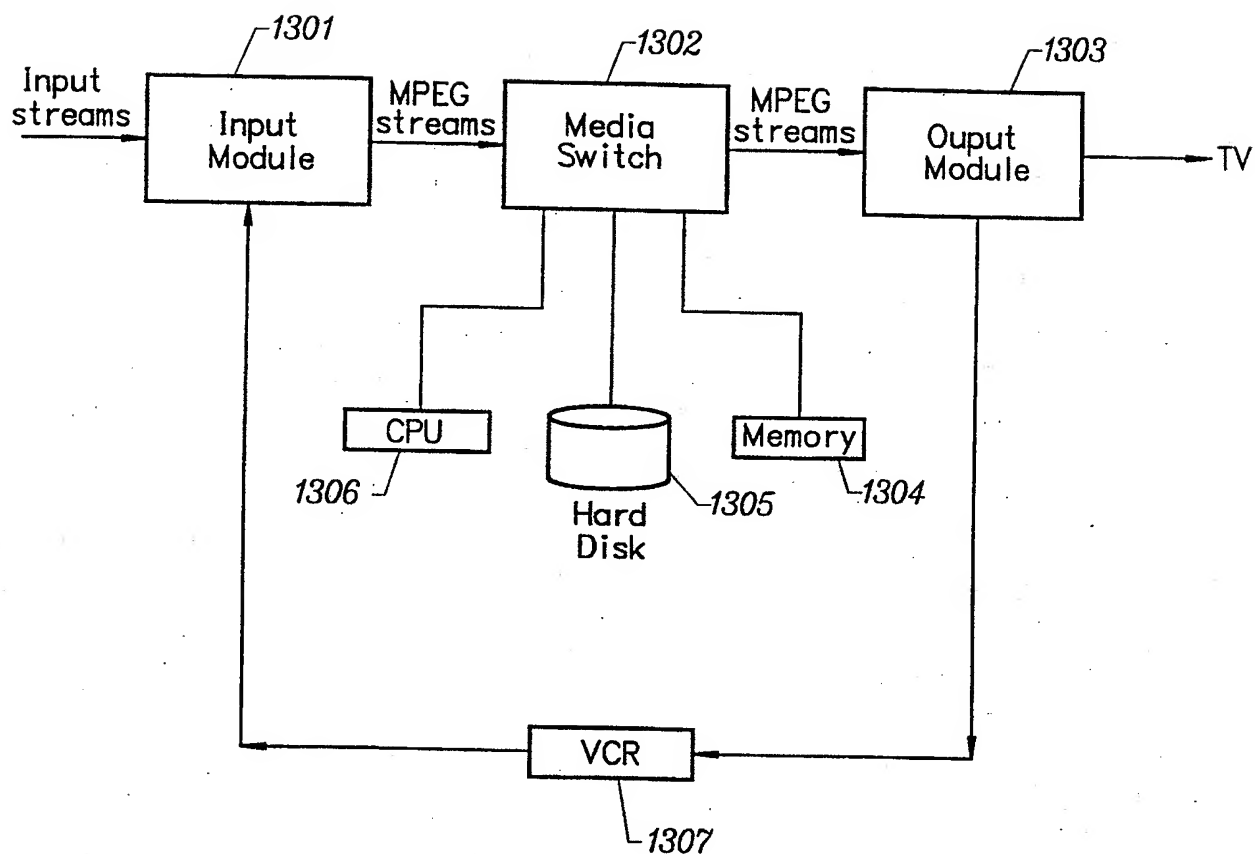 1301
1302
1303
Input
streams
Input
Module
MPEG
streams
Media
Switch
MPEG
streams
Ouput
Module
TV
CPU
1306
1305
Hard
Disk
Memory
1304
VCR
1307